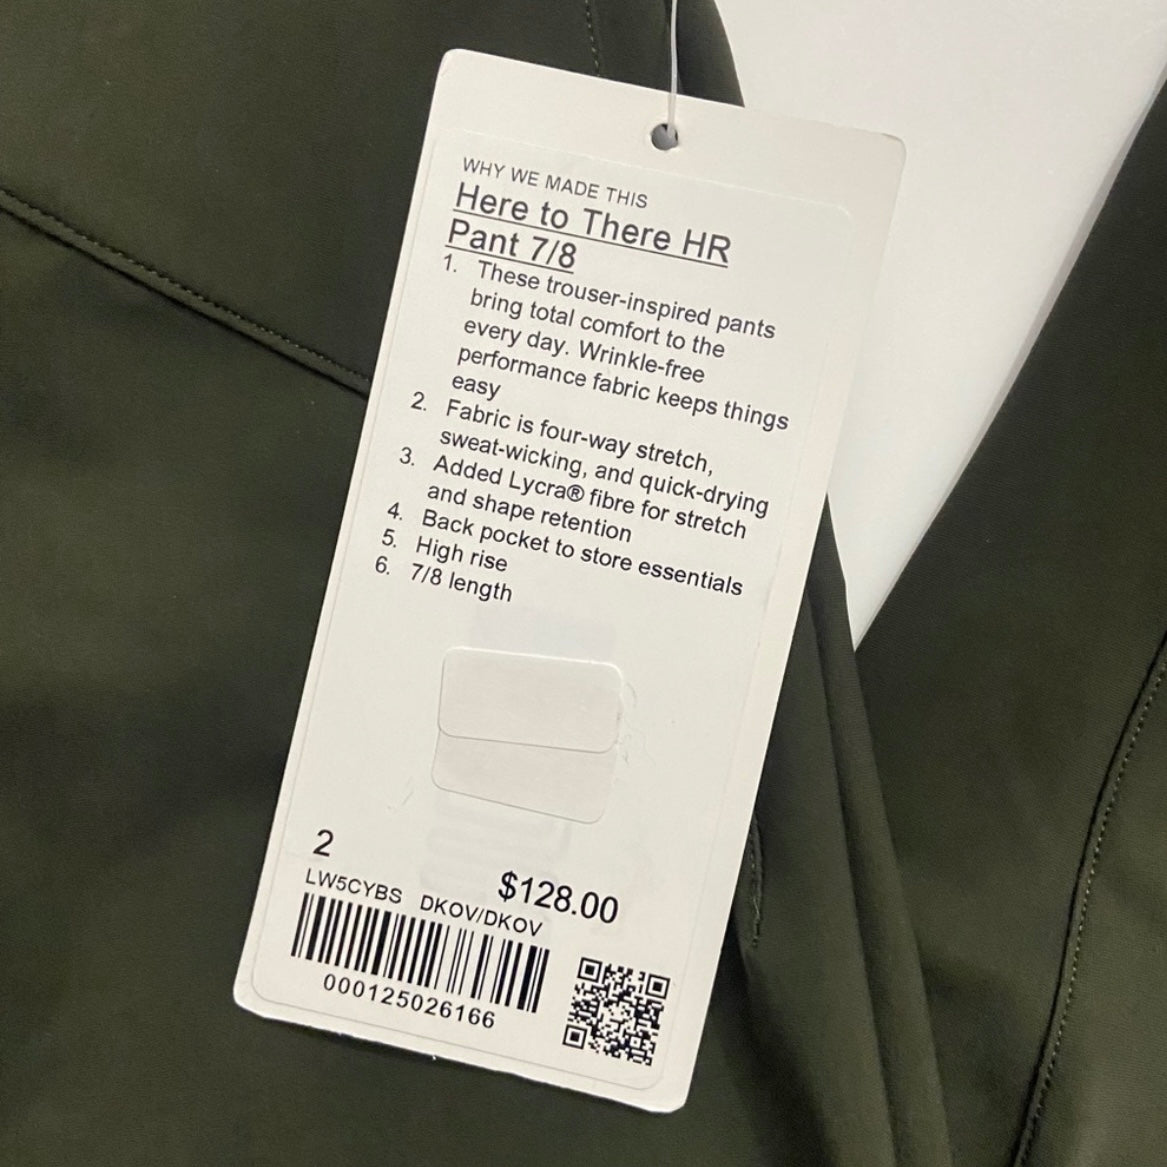 WHY WE MADE THIS
Here to There HR
Pant 7/8
1. These trouser-inspired pants
bring total comfort to the
every day. Wrinkle-free
performance fabric keeps things
easy
2. Fabric is four-way stretch,
sweat-wicking, and quick-drying
3. Added Lycra® fibre for stretch
and shape retention
4. Back pocket to store essentials
5. High rise
6. 7/8 length
2
$128.00
LW5CYBS DKOV/DKOV
000125026166